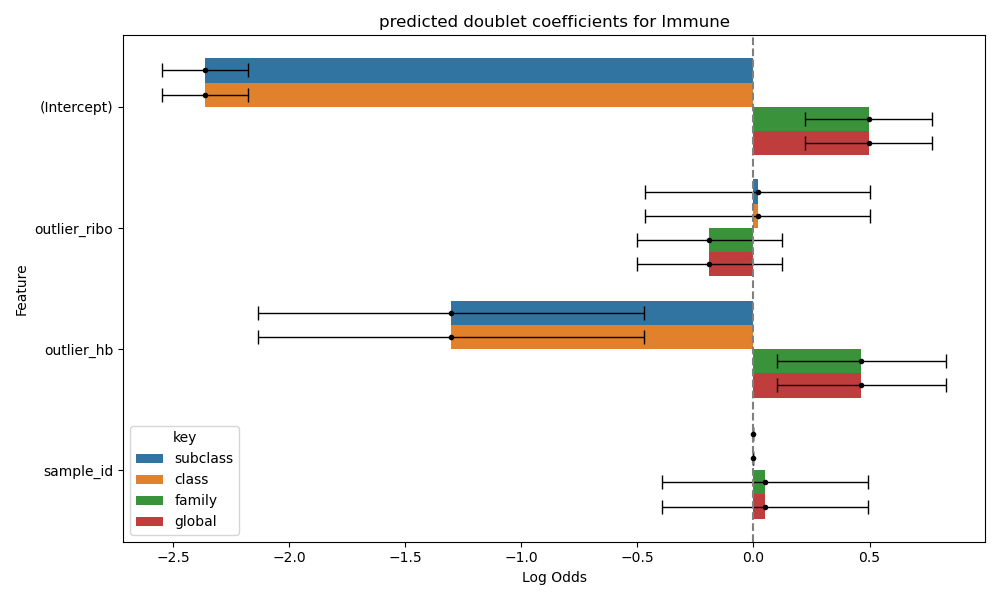 predicted doublet coefficients for Immune
Feature
(Intercept)
outlier_ribo
outlier_hb
sample_id
key
subclass
class
family
global
−2.5
−2.0
−1.5
−1.0
−0.5
0.0
0.5
Log Odds